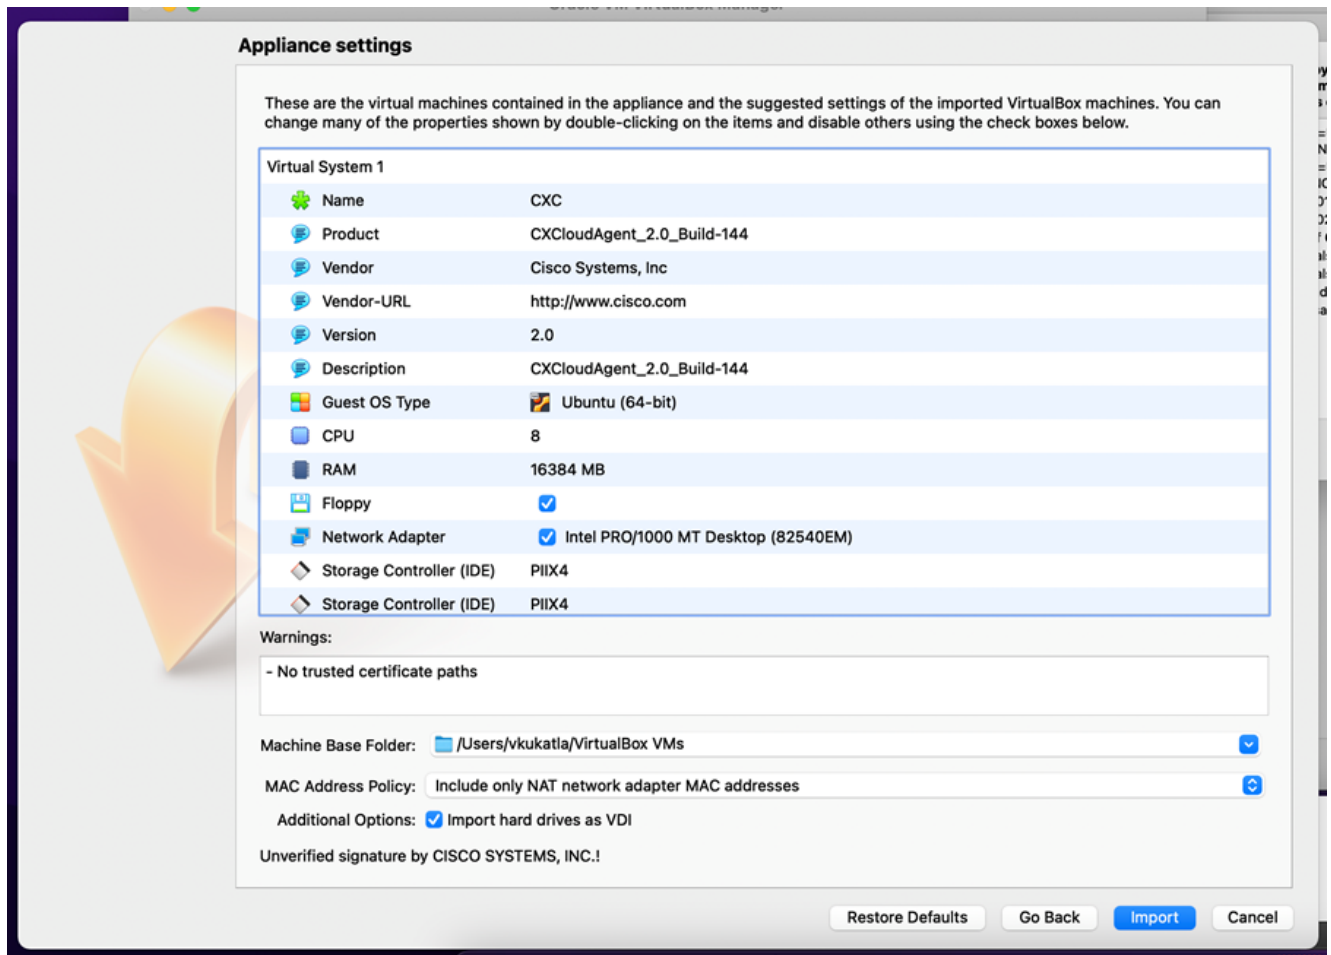 Oracle VM VirtualBox Manager
Appliance settings
These are the virtual machines contained in the appliance and the suggested settings of the imported VirtualBox machines. You can
change many of the properties shown by double-clicking on the items and disable others using the check boxes below.
Virtual System 1
Name CXC
Product CXCloudAgent_2.0_Build-144
Vendor Cisco Systems, Inc
Vendor-URL http://www.cisco.com
Version 2.0
Description CXCloudAgent_2.0_Build-144
Guest OS Type Ubuntu (64-bit)
CPU 8
RAM 16384 MB
Floppy
Network Adapter Intel PRO/1000 MT Desktop (82540EM)
Storage Controller (IDE) PIIX4
Storage Controller (IDE) PIIX4
Warnings:
- No trusted certificate paths
Machine Base Folder: /Users/vkukatla/VirtualBox VMs
MAC Address Policy: Include only NAT network adapter MAC addresses
Additional Options: Import hard drives as VDI
Unverified signature by CISCO SYSTEMS, INC.!
Restore Defaults Go Back Import Cancel